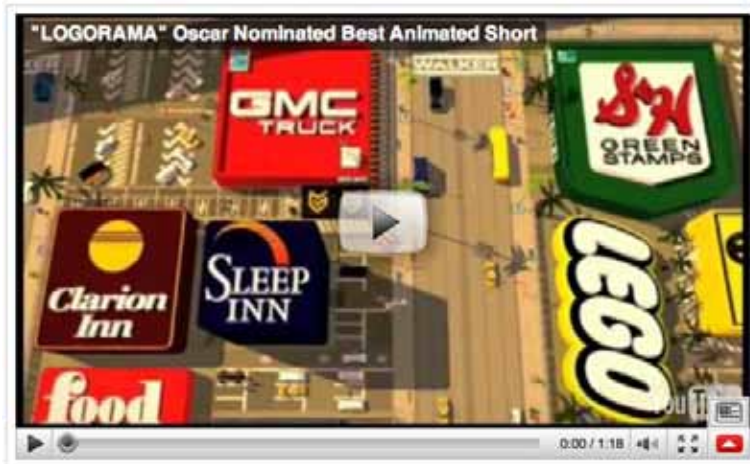 "LOGORAMA" Oscar Nominated Best Animated Short
GMC
TRUCK
WALKER
S&H
GREEN
STAMPS
Clarion
Inn
SLEEP
INN
LEGO
food
YouT
0:00 / 1:18